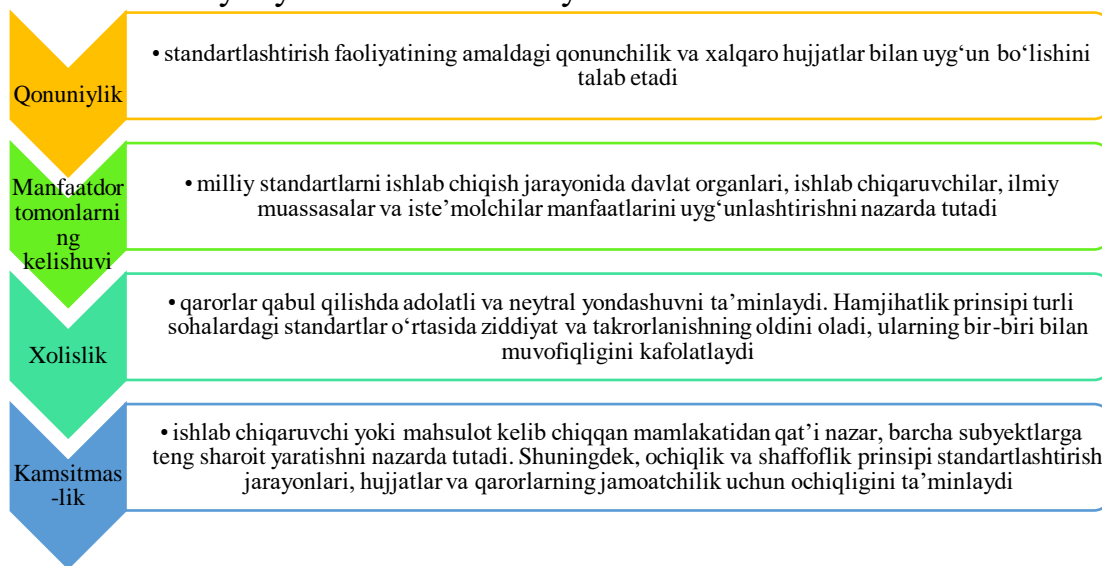 Qonuniylik
• standartlashtirish faoliyatining amaldagi qonunchilik va xalqaro hujjatlar bilan uyg‘un bo‘lishini
talab etadi
Manfaatdor
tomonlarni
ng
kelishuvi
• milliy standartlarni ishlab chiqish jarayonida davlat organlari, ishlab chiqaruvchilar, ilmiy
muassasalar va iste’molchilar manfaatlarini uyg‘unlashtirishni nazarda tutadi
Xolislik
• qarorlar qabul qilishda adolatli va neytral yondashuvni ta’minlaydi. Hamjihatlik prinsipi turli
sohalardagi standartlar o‘rtasida ziddiyat va takrorlanishning oldini oladi, ularning bir-biri bilan
muvofiqligini kafolatlaydi
Kamsitmas
-lik
• ishlab chiqaruvchi yoki mahsulot kelib chiqqan mamlakatidan qat’i nazar, barcha subyektlarga
teng sharoit yaratishni nazarda tutadi. Shuningdek, ochiqlik va shaffoflik prinsipi standartlashtirish
jarayonlari, hujjatlar va qarorlarning jamoatchilik uchun ochiqligini ta’minlaydi